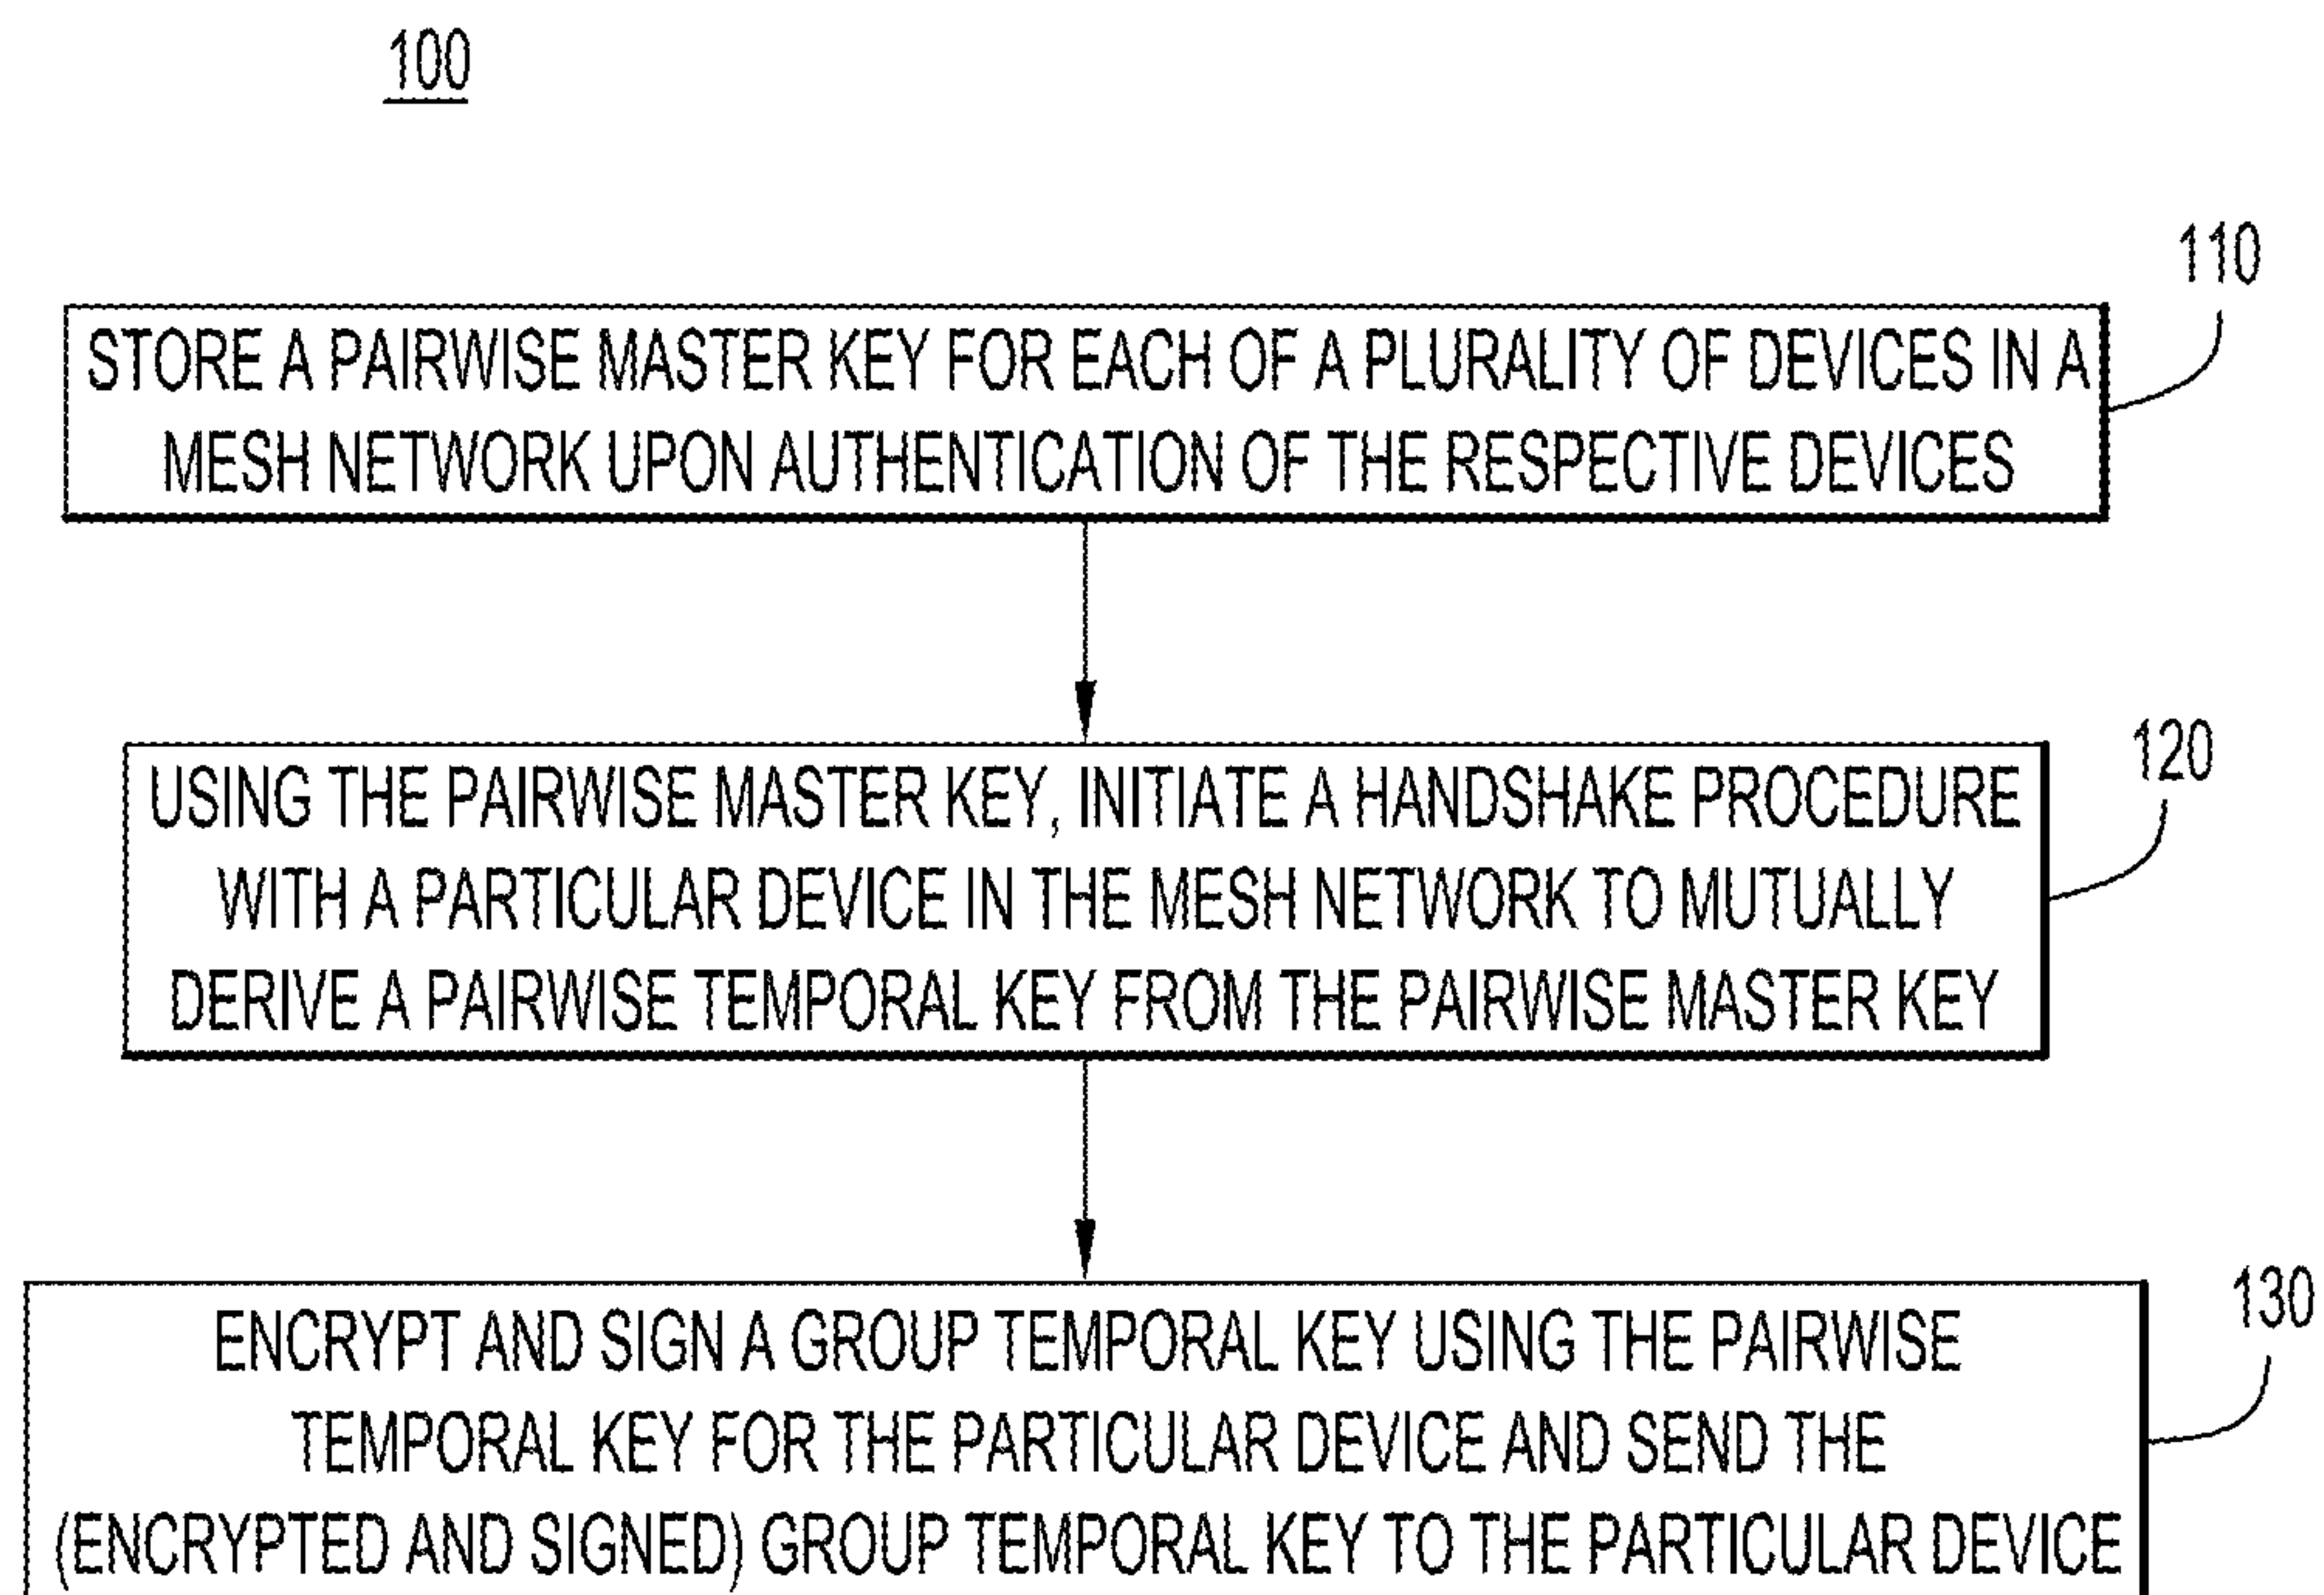 100
110
STORE A PAIRWISE MASTER KEY FOR EACH OF A PLURALITY OF DEVICES IN A
MESH NETWORK UPON AUTHENTICATION OF THE RESPECTIVE DEVICES
120
USING THE PAIRWISE MASTER KEY, INITIATE A HANDSHAKE PROCEDURE
WITH A PARTICULAR DEVICE IN THE MESH NETWORK TO MUTUALLY
DERIVE A PAIRWISE TEMPORAL KEY FROM THE PAIRWISE MASTER KEY
130
ENCRYPT AND SIGN A GROUP TEMPORAL KEY USING THE PAIRWISE
TEMPORAL KEY FOR THE PARTICULAR DEVICE AND SEND THE
(ENCRYPTED AND SIGNED) GROUP TEMPORAL KEY TO THE PARTICULAR DEVICE